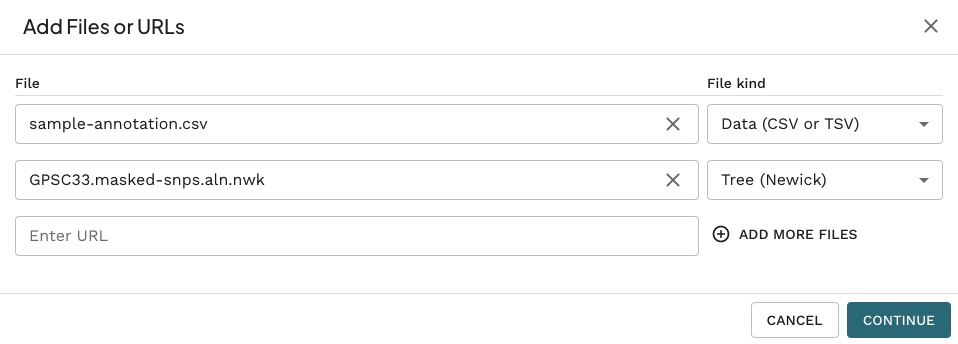 Add Files or URLs
File File kind
sample-annotation.csv Data (CSV or TSV)
GPSC33.masked-snps.aln.nwk Tree (Newick)
Enter URL ADD MORE FILES
CANCEL CONTINUE